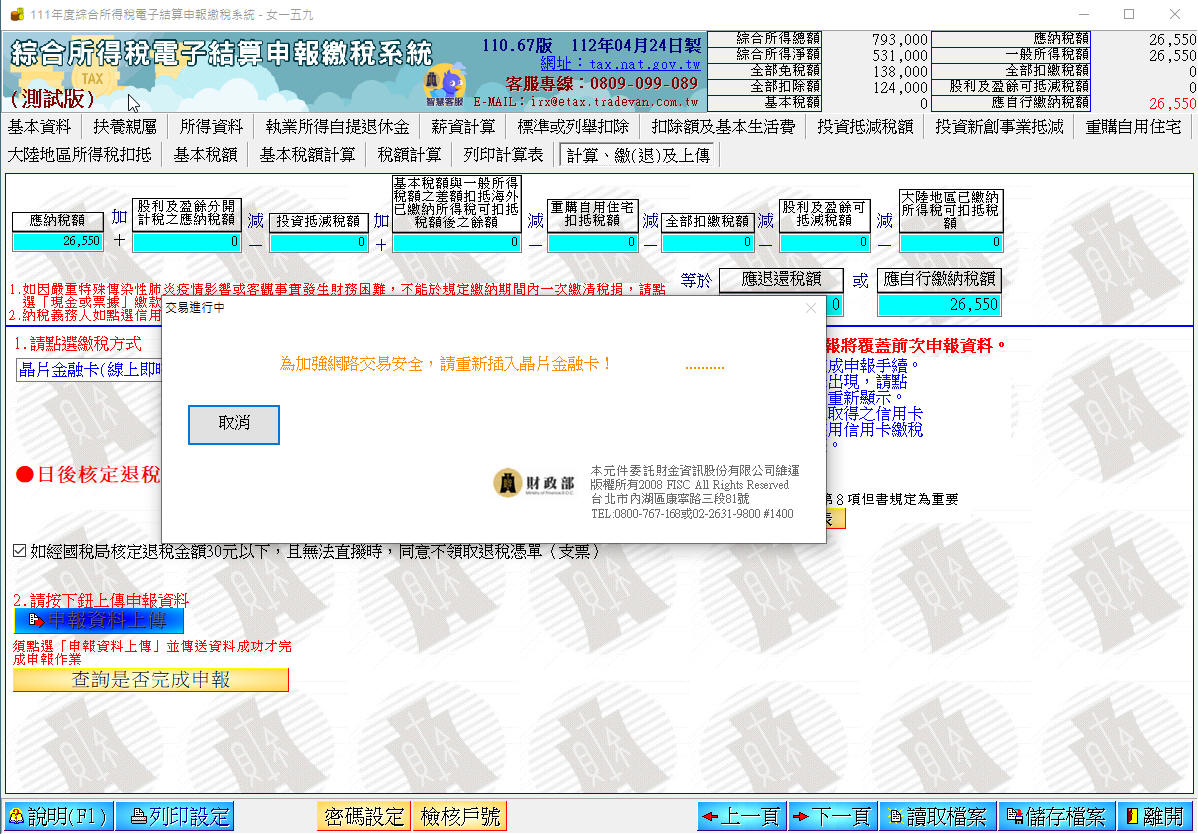 111年度綜合所得稅電子結算申報繳稅系統 - 女一五九
綜合所得稅電子結算申報繳稅系統
TAX
(測試版)
智慧客服
110.67版 112年04月24日製
網址：tax.nat.gov.tw
客服專線：0809-099-089
E-MAIL：irx@etax.tradevan.com.tw
綜合所得總額 793,000 應納稅額 26,550
綜合所得淨額 531,000 一般所得稅額 26,550
全部免稅額 138,000 全部扣繳稅額 0
全部扣除額 124,000 股利及盈餘可抵減稅額 0
基本稅額 0 應自行繳納稅額 26,550
基本資料 扶養親屬 所得資料 執業所得自提退休金 薪資計算 標準或列舉扣除 扣除額及基本生活費 投資抵減稅額 投資新創事業抵減 重購自用住宅
大陸地區所得稅扣抵 基本稅額 基本稅額計算 稅額計算 列印計算表 計算、繳(退)及上傳
應納稅額
26,550
加
＋
股利及盈餘分開
計稅之應納稅額
0
減
－
投資抵減稅額
0
加
＋
基本稅額與一般所得
稅額之差額扣抵海外
已繳納所得稅可扣抵
稅額後之餘額
0
減
－
重購自用住宅
扣抵稅額
0
減
－
全部扣繳稅額
0
減
－
股利及盈餘可
抵減稅額
0
減
－
大陸地區已繳納
所得稅可扣抵稅
額
0
等於 應退還稅額 或 應自行繳納稅額
0 26,550
1.如因嚴重特殊傳染性肺炎疫情影響或客觀事實發生財務困難，不能於規定繳納期間內一次繳清稅捐，請點
選「現金或票據」繳款
2.納稅義務人如點選信用
1.請點選繳稅方式
晶片金融卡(線上即時
報將覆蓋前次申報資料。
成申報手續。
出現，請點
重新顯示。
取得之信用卡
用信用卡繳稅
。
●日後核定退稅
第８項但書規定為重要
表
交易進行中
為加強網路交易安全，請重新插入晶片金融卡！ ..........
取消
財政部
Ministry of Finance,R.O.C.
本元件委託財金資訊股份有限公司維運
版權所有2008 FISC All Rights Reserved
台北市內湖區康寧路三段81號
TEL:0800-767-168或02-2631-9800 #1400
如經國稅局核定退稅金額30元以下，且無法直撥時，同意不領取退稅憑單（支票）
2.請按下鈕上傳申報資料
申報資料上傳
須點選「申報資料上傳」並傳送資料成功才完
成申報作業
查詢是否完成申報
說明(F1) 列印設定 密碼設定 檢核戶號 上一頁 下一頁 讀取檔案 儲存檔案 離開